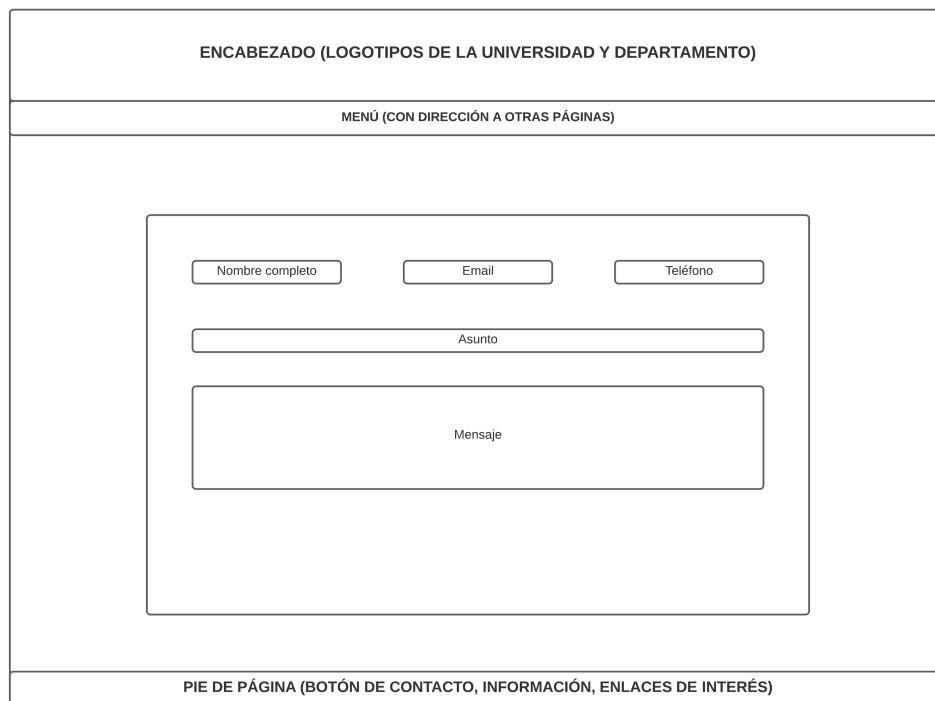 ENCABEZADO (LOGOTIPOS DE LA UNIVERSIDAD Y DEPARTAMENTO)
MENÚ (CON DIRECCIÓN A OTRAS PÁGINAS)
Nombre completo
Email
Teléfono
Asunto
Mensaje
PIE DE PÁGINA (BOTÓN DE CONTACTO, INFORMACIÓN, ENLACES DE INTERÉS)